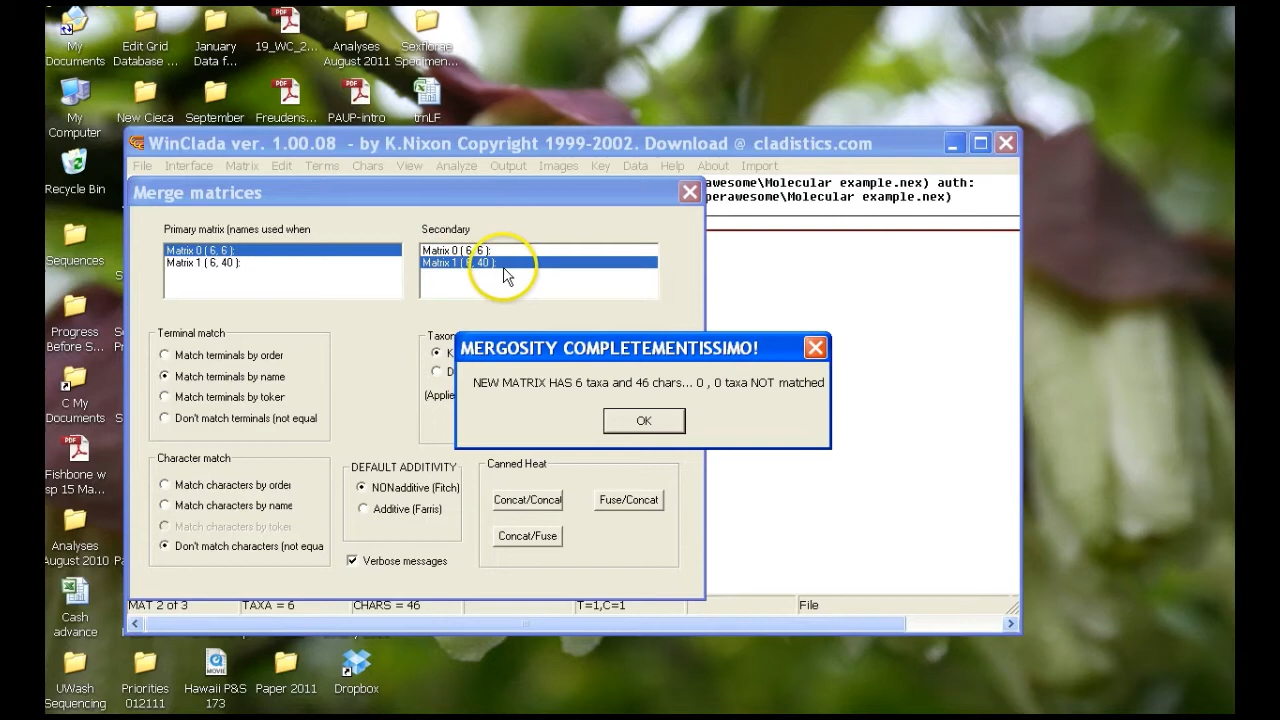 My Documents
Edit Grid Database ...
January Data f...
19_WC_2...
Analyses August 2011
Sexflorae Specimen...
My Computer
New Cieca
September
Freudens...
PAUP-intro
trnLF
WinClada ver. 1.00.08 - by K.Nixon Copyright 1999-2002. Download @ cladistics.com
File Interface Matrix Edit Terms Chars View Analyze Output Images Key Data Help About Import
Recycle Bin
Merge matrices
awesome\Molecular example.nex) auth:
perawesome\Molecular example.nex)
Primary matrix (names used when
Secondary
Matrix 0 ( 6, 6 ):
Matrix 1 ( 6, 40 ):
Matrix 0 ( 6, 6 ):
Matrix 1 ( 6, 40 ):
Sequences
Progress Before S...
Terminal match
Match terminals by order
Match terminals by name
Match terminals by token
Don't match terminals (not equal
Taxon
K
D
(Applie
MERGOSITY COMPLETEMENTISSIMO!
NEW MATRIX HAS 6 taxa and 46 chars... 0 , 0 taxa NOT matched
OK
C My Documents
Fishbone w sp 15 Ma...
Character match
Match characters by order
Match characters by name
Match characters by token
Don't match characters (not equa
DEFAULT ADDITIVITY
NONadditive (Fitch)
Additive (Farris)
Verbose messages
Canned Heat
Concat/Concat
Fuse/Concat
Concat/Fuse
Analyses August 2010
Cash advance
MAT 2 of 3
TAXA = 6
CHARS = 46
T=1,C=1
File
UWash Sequencing
Priorities 012111
Hawaii P&S 173
Paper 2011
Dropbox